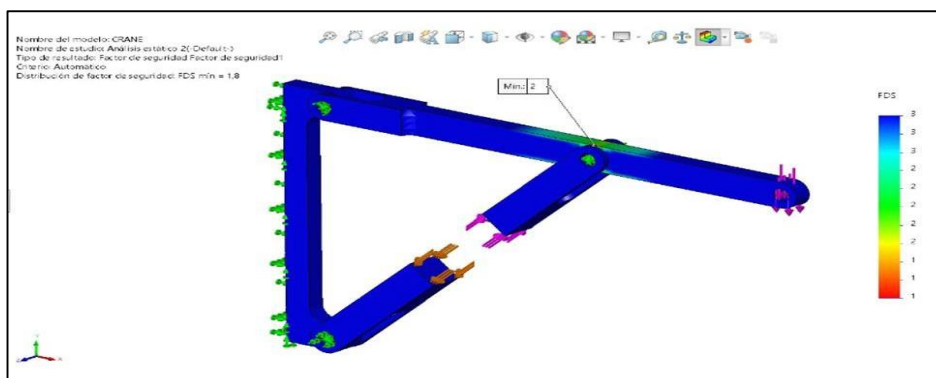 Nombre del modelo: CRANE
Nombre de estudio: Análisis estático 2(-Default-)
Tipo de resultado: Factor de seguridad Factor de seguridad1
Criterio: Automático
Distribución de factor de seguridad: FDS mín = 1,8
Mín.: 2
FDS
3
3
3
2
2
2
2
1
1